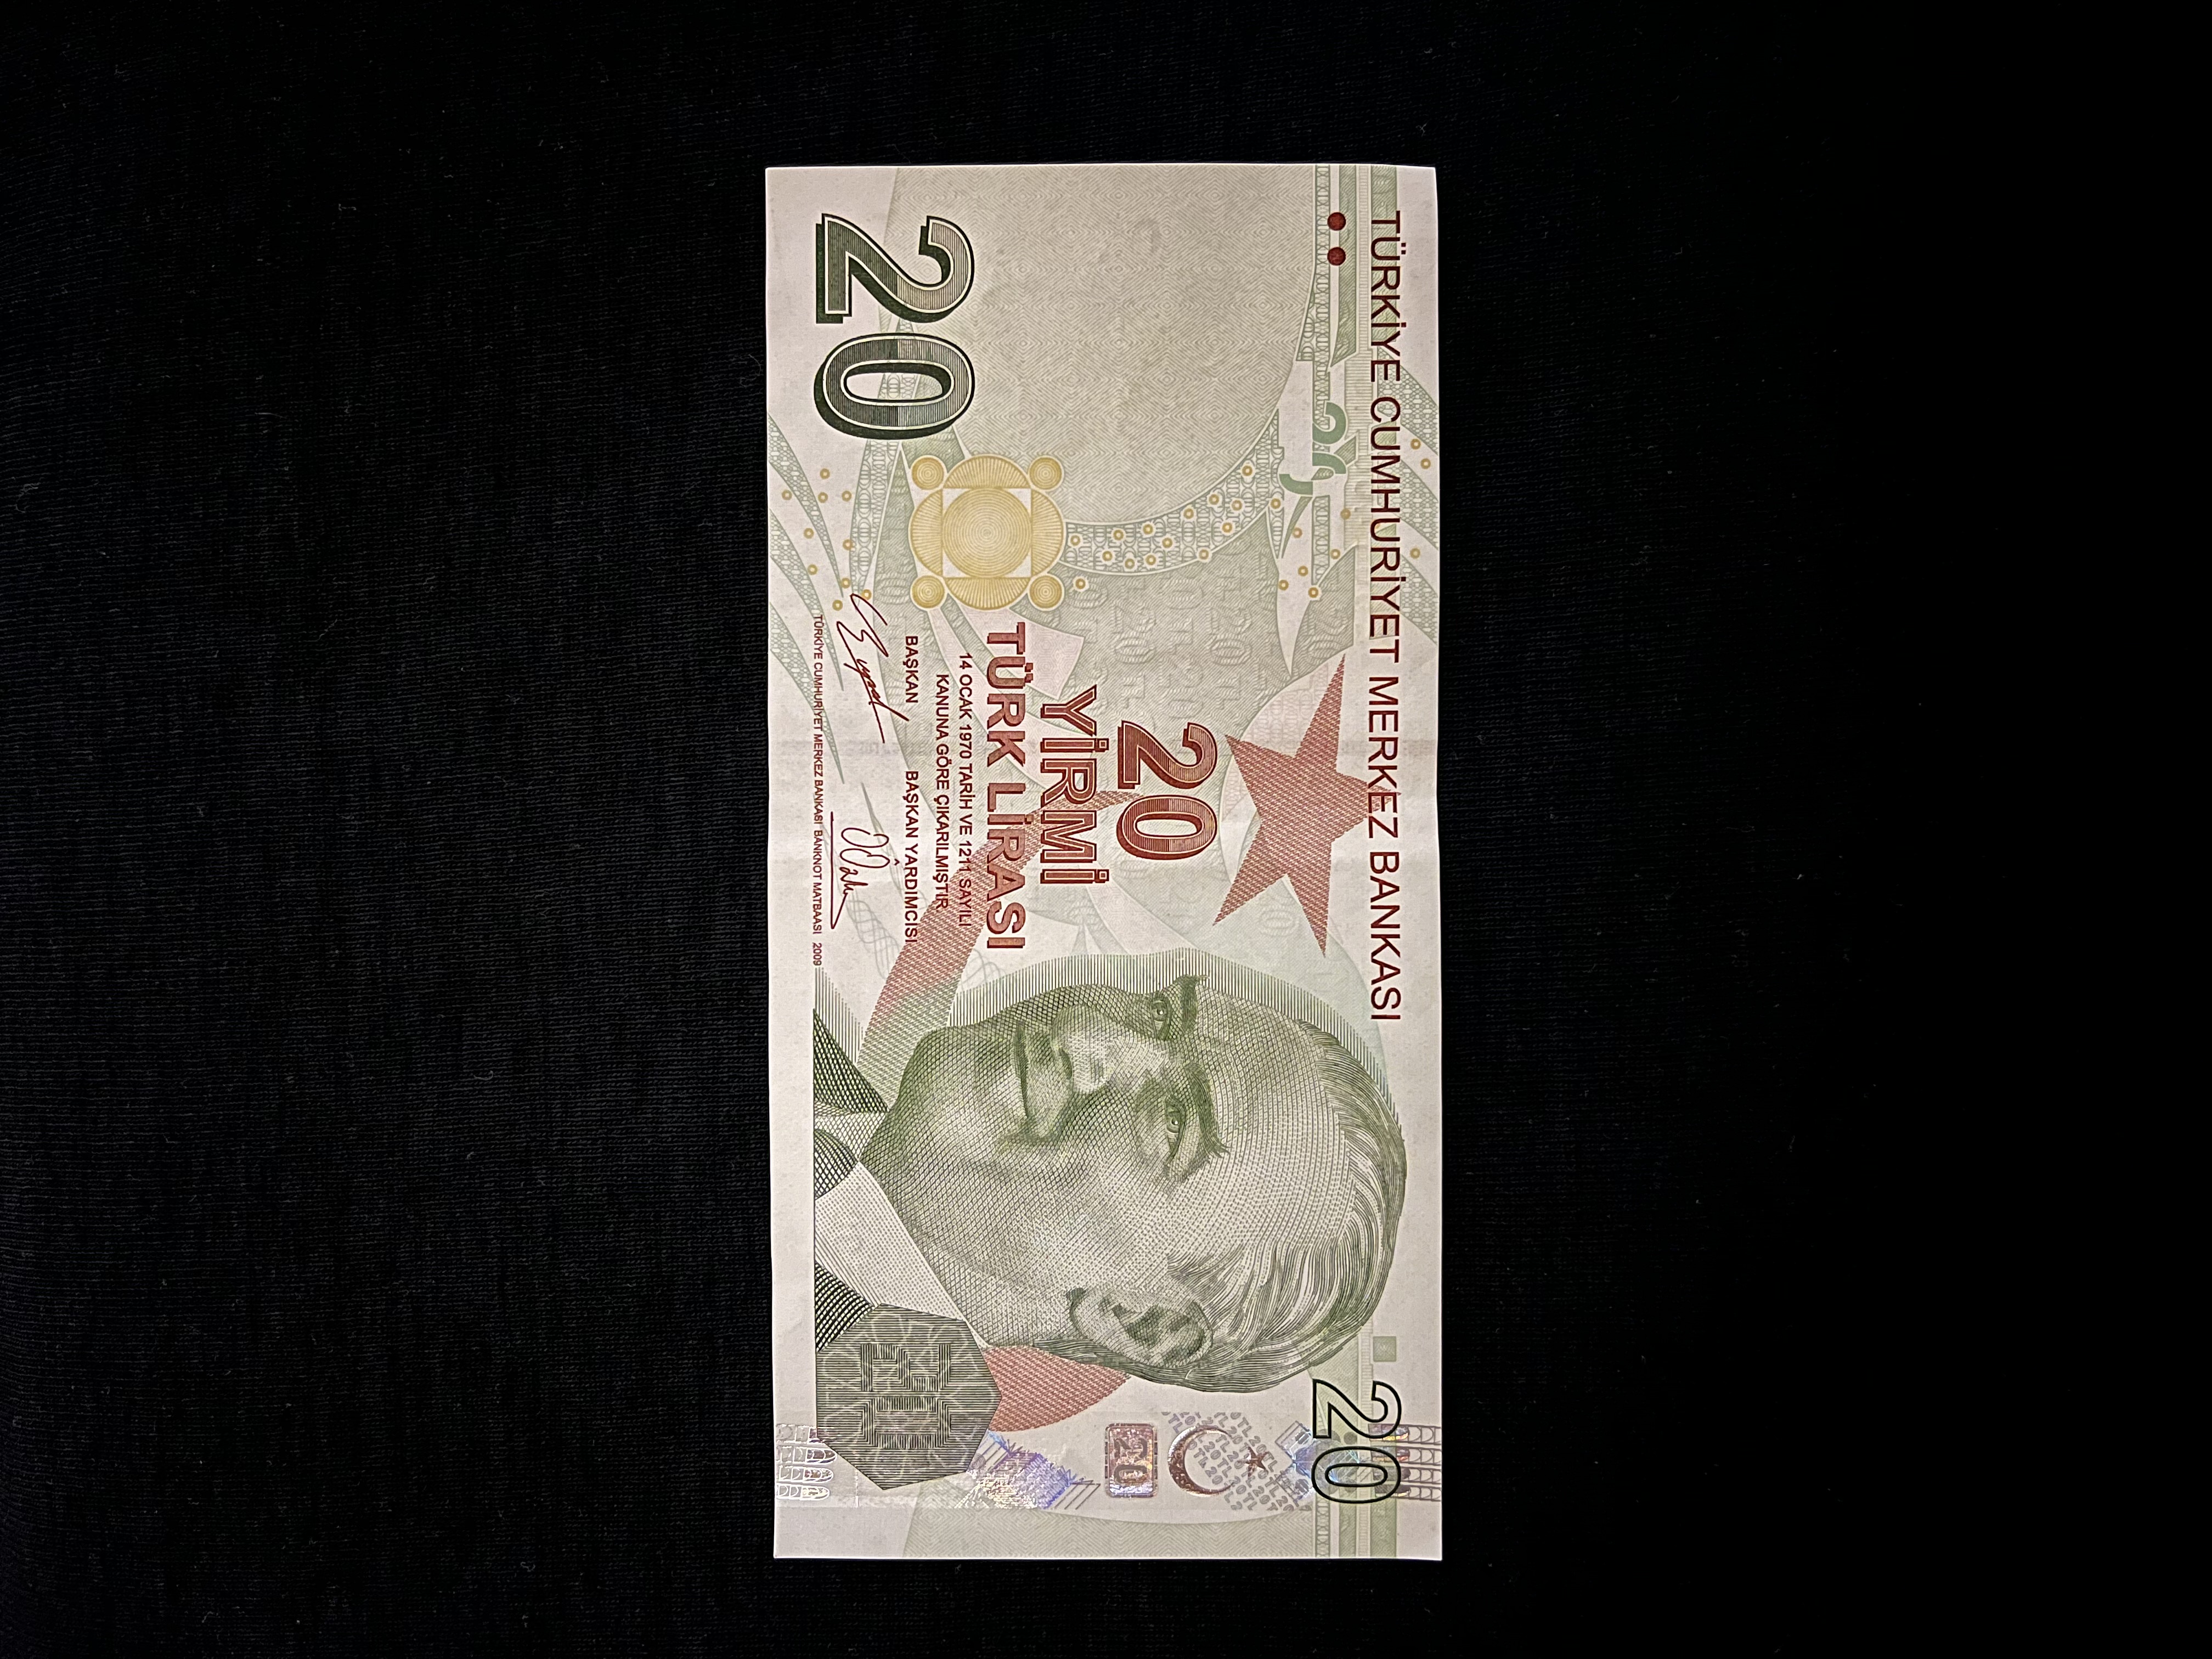 TÜRKİYE CUMHURİYET MERKEZ BANKASI
20
20
YİRMİ
TÜRK LİRASI
14 OCAK 1970 TARİH VE 1211 SAYILI
KANUNA GÖRE ÇIKARILMIŞTIR
BAŞKAN BAŞKAN YARDIMCISI
20
20
TÜRKİYE CUMHURİYET MERKEZ BANKASI BANKNOT MATBAASI 2009